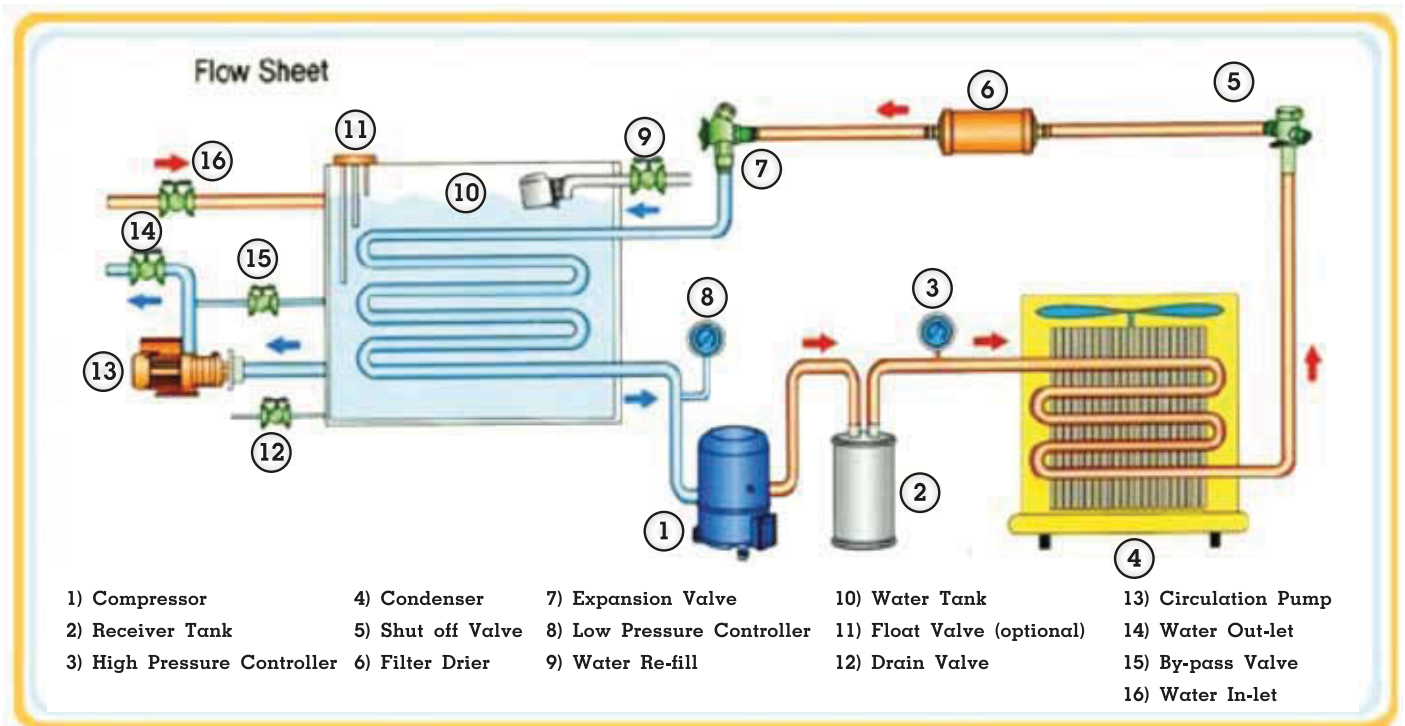 Flow Sheet
5
6
11
9
16
7
10
14
15
8
3
13
12
2
1
4
1) Compressor
2) Receiver Tank
3) High Pressure Controller
4) Condenser
5) Shut off Valve
6) Filter Drier
7) Expansion Valve
8) Low Pressure Controller
9) Water Re-fill
10) Water Tank
11) Float Valve (optional)
12) Drain Valve
13) Circulation Pump
14) Water Out-let
15) By-pass Valve
16) Water In-let